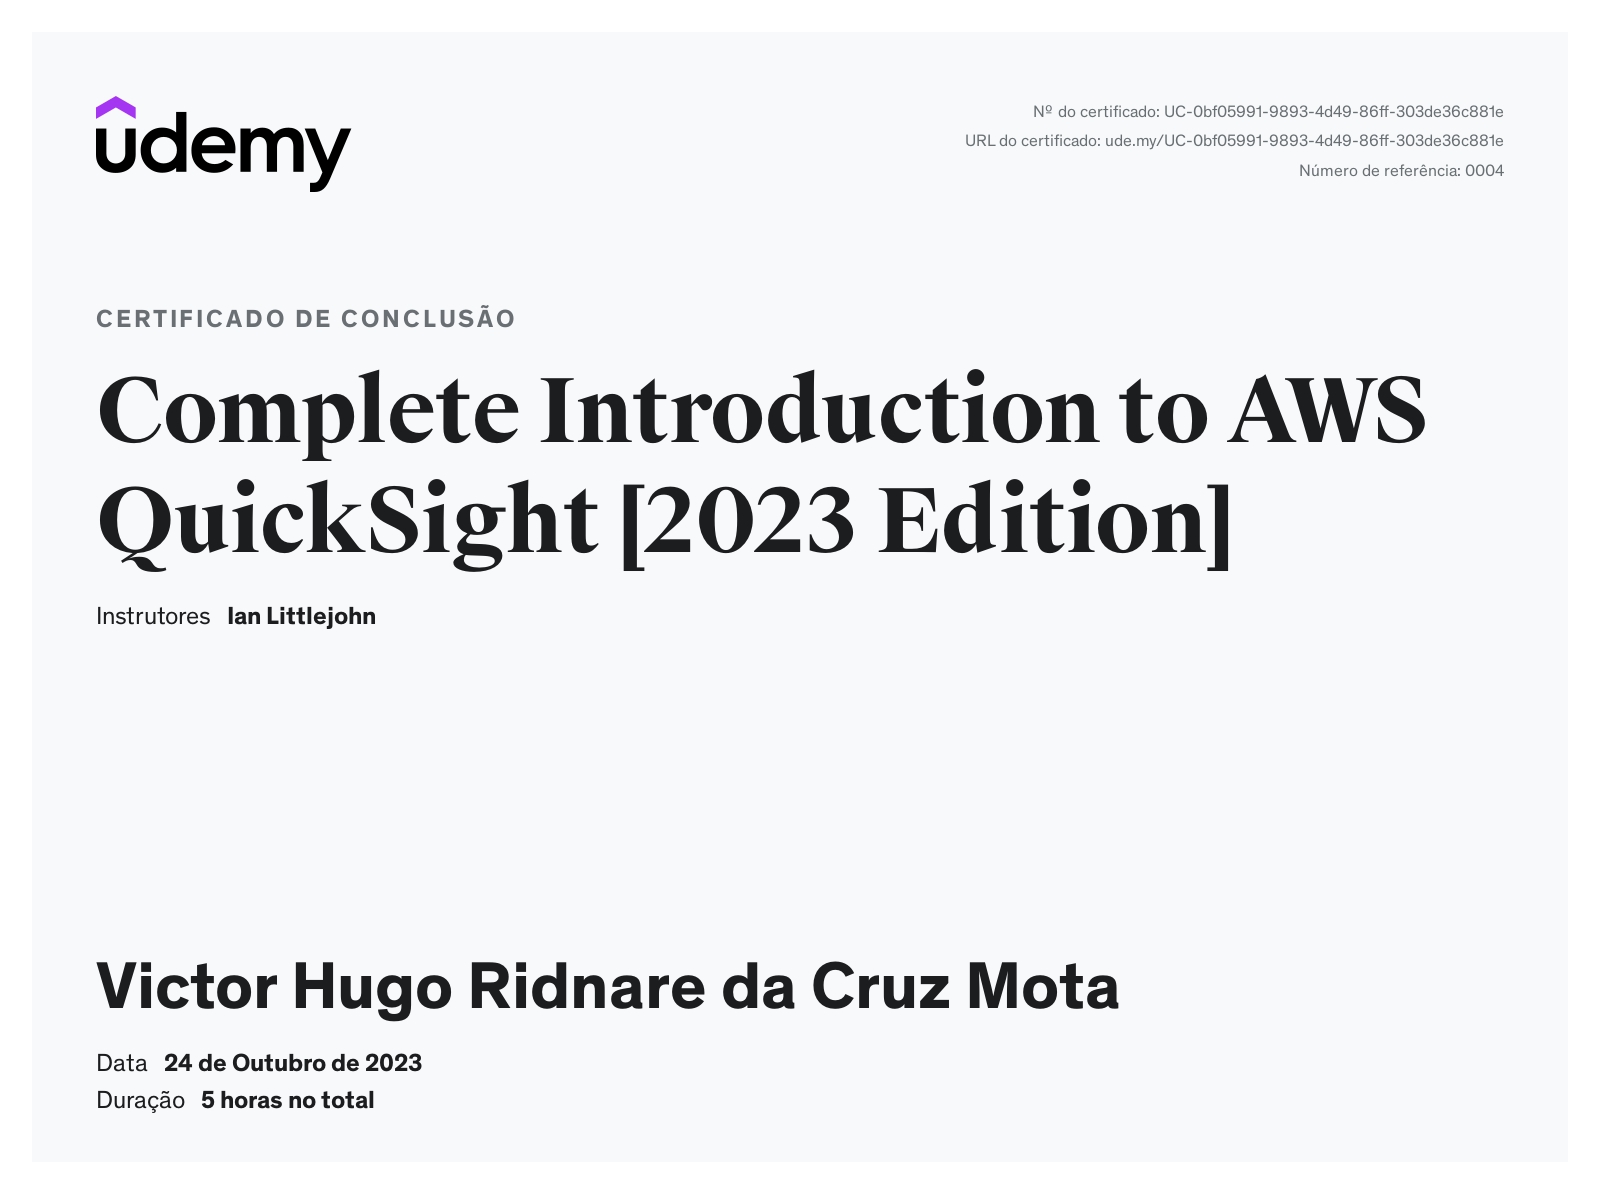 udemy
Nº do certificado: UC-0bf05991-9893-4d49-86ff-303de36c881e
URL do certificado: ude.my/UC-0bf05991-9893-4d49-86ff-303de36c881e
Número de referência: 0004
CERTIFICADO DE CONCLUSÃO
Complete Introduction to AWS
QuickSight [2023 Edition]
Instrutores Ian Littlejohn
Victor Hugo Ridnare da Cruz Mota
Data 24 de Outubro de 2023
Duração 5 horas no total